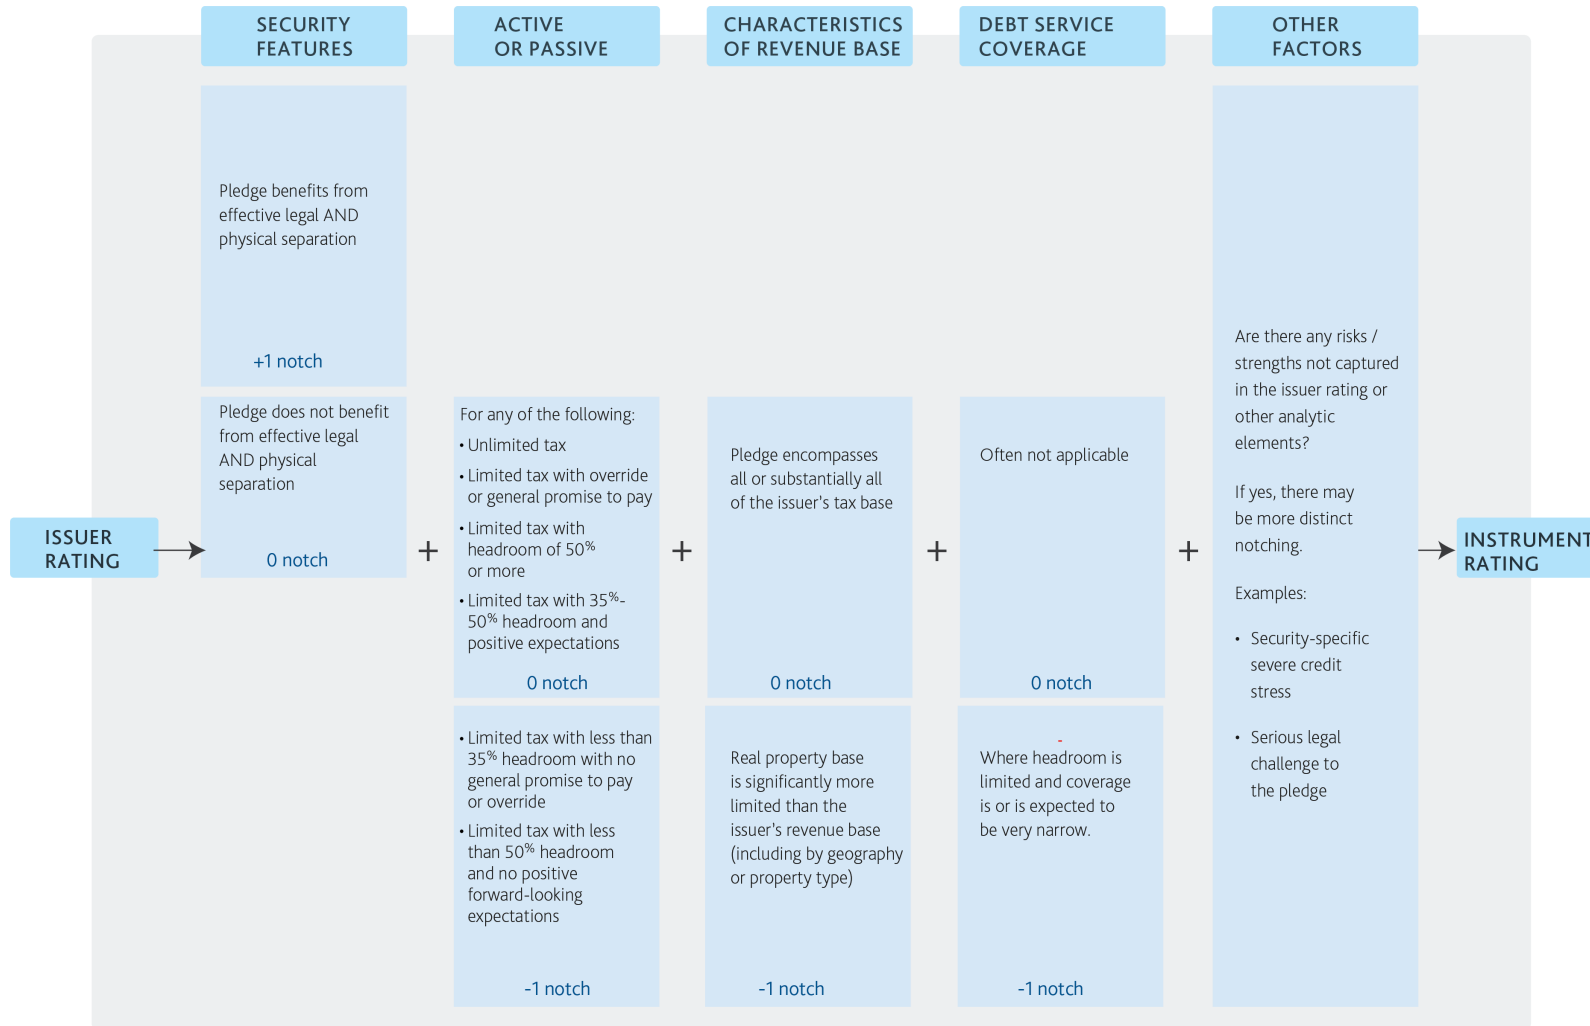 SECURITY
FEATURES
ACTIVE
OR PASSIVE
CHARACTERISTICS
OF REVENUE BASE
DEBT SERVICE
COVERAGE
OTHER
FACTORS
ISSUER
RATING
Pledge benefits from
effective legal AND
physical separation
+1 notch
Pledge does not benefit
from effective legal
AND physical
separation
0 notch
+
For any of the following:
• Unlimited tax
• Limited tax with override
or general promise to pay
• Limited tax with
headroom of 50%
or more
• Limited tax with 35%-
50% headroom and
positive expectations
0 notch
• Limited tax with less than
35% headroom with no
general promise to pay
or override
• Limited tax with less
than 50% headroom
and no positive
forward-looking
expectations
-1 notch
+
Pledge encompasses
all or substantially all
of the issuer's tax base
0 notch
Real property base
is significantly more
limited than the
issuer's revenue base
(including by geography
or property type)
-1 notch
+
Often not applicable
0 notch
-
Where headroom is
limited and coverage
is or is expected to
be very narrow.
-1 notch
+
Are there any risks /
strengths not captured
in the issuer rating or
other analytic
elements?
If yes, there may
be more distinct
notching.
Examples:
• Security-specific
severe credit
stress
• Serious legal
challenge to
the pledge
INSTRUMENT
RATING